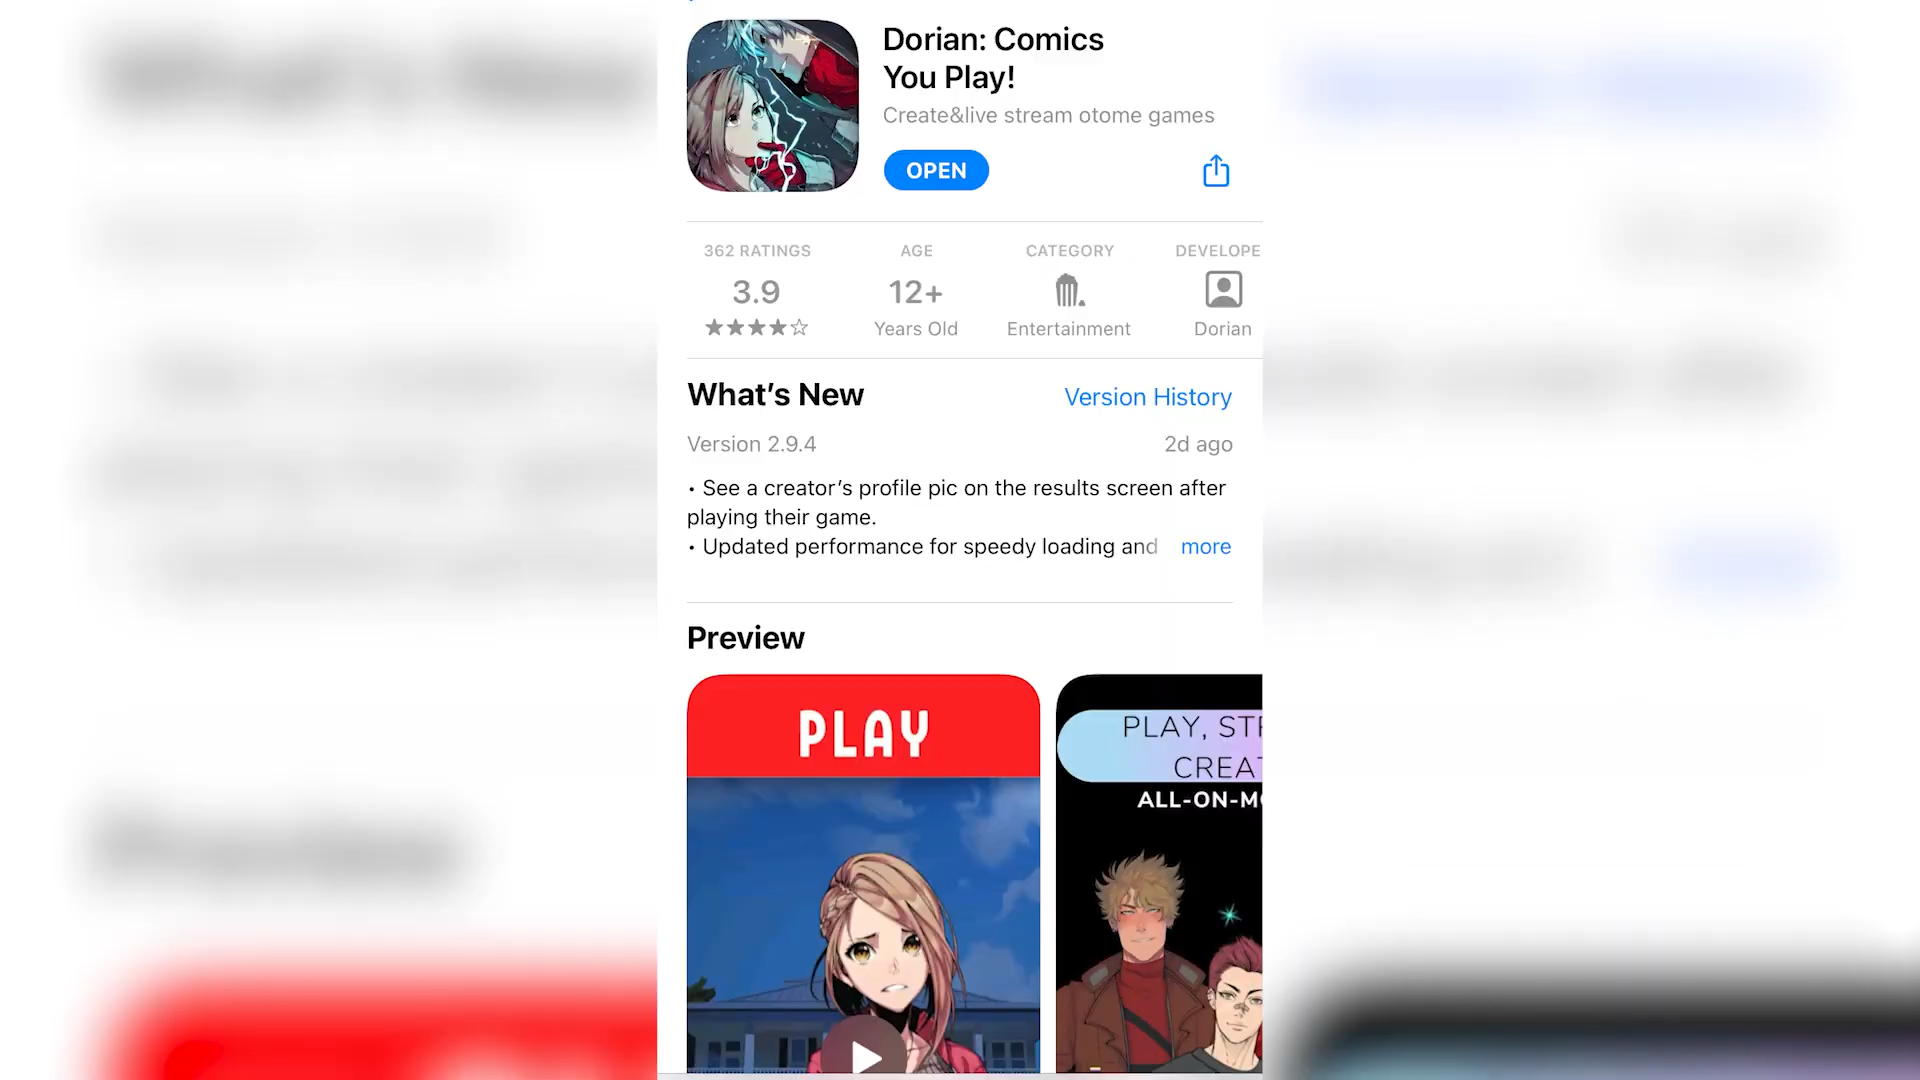 Dorian: Comics
You Play!
Create&live stream otome games
OPEN
362 RATINGS
AGE
CATEGORY
DEVELOPE
3.9
12+
Years Old
Entertainment
Dorian
What's New
Version History
Version 2.9.4
2d ago
• See a creator's profile pic on the results screen after
playing their game.
• Updated performance for speedy loading and
more
Preview
PLAY
PLAY, STR
CREAT
ALL-ON-MO